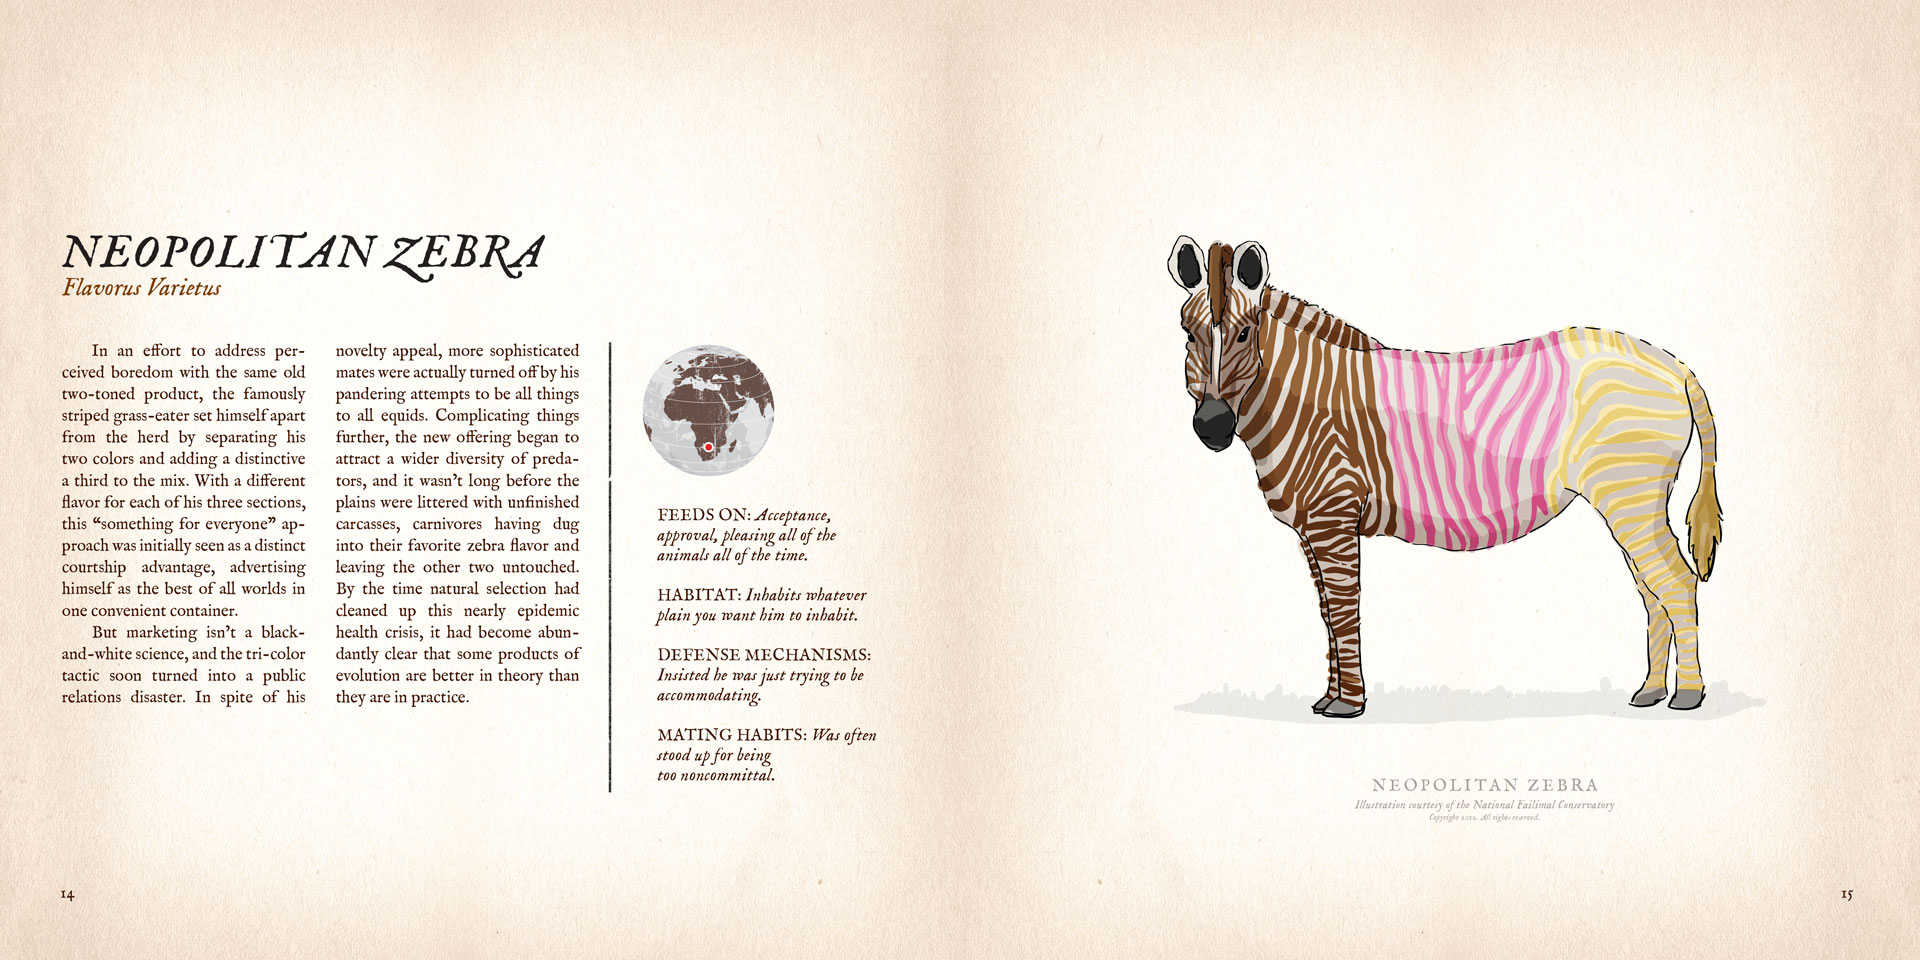 NEOPOLITAN ZEBRA
Flavorus Varietus
In an effort to address per-
ceived boredom with the same old
two-toned product, the famously
striped grass-eater set himself apart
from the herd by separating his
two colors and adding a distinctive
a third to the mix. With a different
flavor for each of his three sections,
this “something for everyone” ap-
proach was initially seen as a distinct
courtship advantage, advertising
himself as the best of all worlds in
one convenient container.
But marketing isn’t a black-
and-white science, and the tri-color
tactic soon turned into a public
relations disaster. In spite of his
novelty appeal, more sophisticated
mates were actually turned off by his
pandering attempts to be all things
to all equids. Complicating things
further, the new offering began to
attract a wider diversity of preda-
tors, and it wasn’t long before the
plains were littered with unfinished
carcasses, carnivores having dug
into their favorite zebra flavor and
leaving the other two untouched.
By the time natural selection had
cleaned up this nearly epidemic
health crisis, it had become abun-
dantly clear that some products of
evolution are better in theory than
they are in practice.
FEEDS ON: Acceptance,
approval, pleasing all of the
animals all of the time.
HABITAT: Inhabits whatever
plain you want him to inhabit.
DEFENSE MECHANISMS:
Insisted he was just trying to be
accommodating.
MATING HABITS: Was often
stood up for being
too noncommittal.
14
NEOPOLITAN ZEBRA
Illustration courtesy of the National Failimal Conservatory
Copyright 2012. All rights reserved.
15